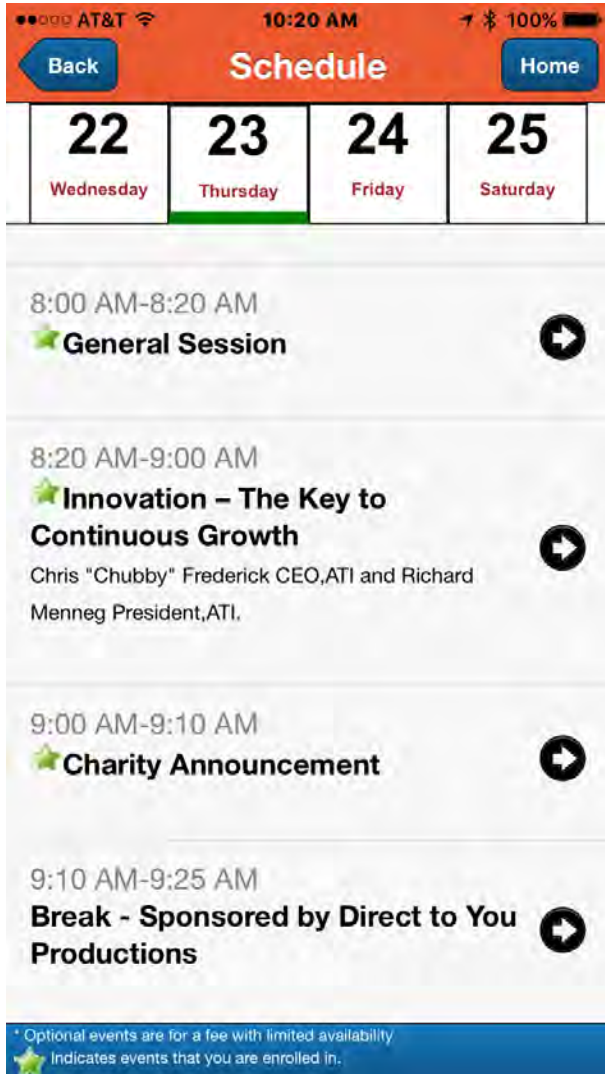 AT&T 10:20 AM 100%
Back Schedule Home
22 23 24 25
Wednesday Thursday Friday Saturday
8:00 AM-8:20 AM
General Session
8:20 AM-9:00 AM
Innovation – The Key to
Continuous Growth
Chris "Chubby" Frederick CEO,ATI and Richard
Menneg President,ATI.
9:00 AM-9:10 AM
Charity Announcement
9:10 AM-9:25 AM
Break - Sponsored by Direct to You
Productions
* Optional events are for a fee with limited availability
Indicates events that you are enrolled in.